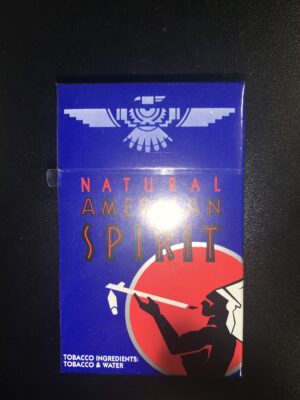 NATURAL
AMERICAN
SPIRIT
TOBACCO INGREDIENTS:
TOBACCO & WATER